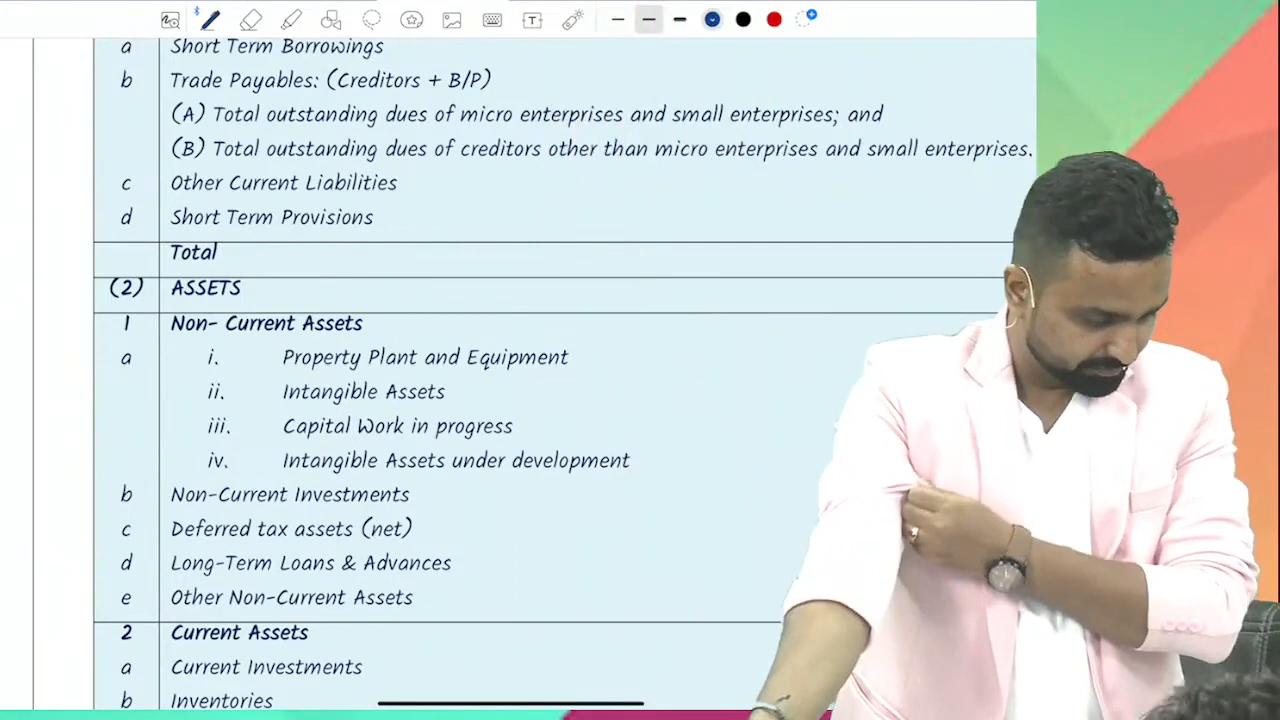 a Short Term Borrowings
b Trade Payables: (Creditors + B/P)
(A) Total outstanding dues of micro enterprises and small enterprises; and
(B) Total outstanding dues of creditors other than micro enterprises and small enterprises.
c Other Current Liabilities
d Short Term Provisions
Total
(2) ASSETS
1 Non- Current Assets
a i. Property Plant and Equipment
ii. Intangible Assets
iii. Capital Work in progress
iv. Intangible Assets under development
b Non-Current Investments
c Deferred tax assets (net)
d Long-Term Loans & Advances
e Other Non-Current Assets
2 Current Assets
a Current Investments
b Inventories